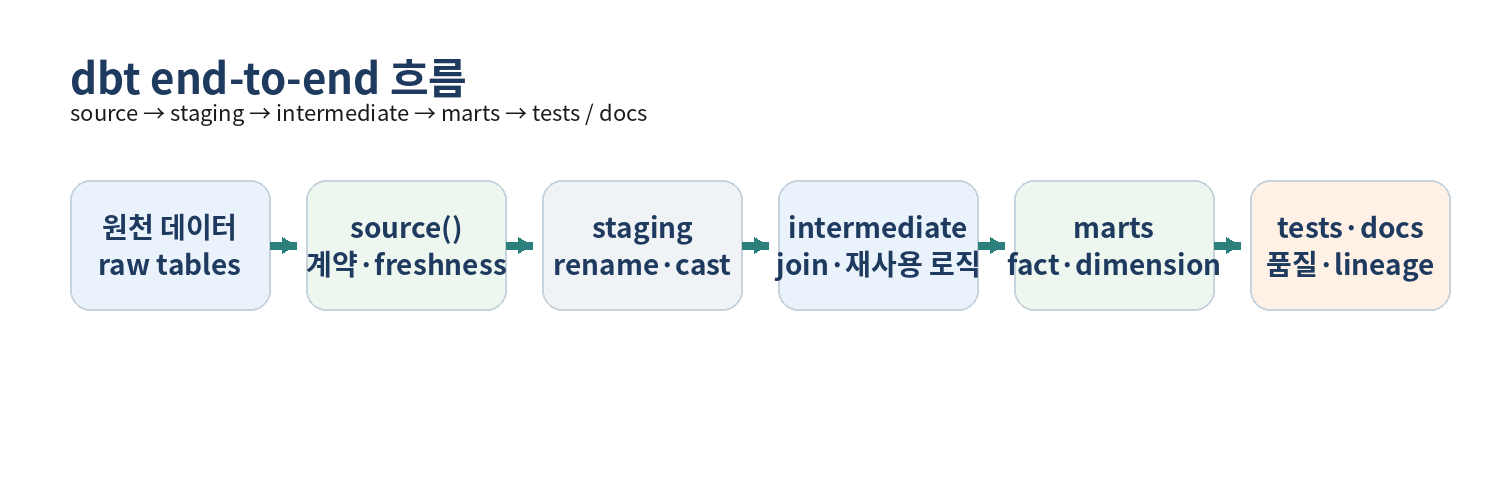 dbt end-to-end 흐름
source → staging → intermediate → marts → tests / docs
원천 데이터
raw tables
source()
계약·freshness
staging
rename·cast
intermediate
join·재사용 로직
marts
fact·dimension
tests·docs
품질·lineage